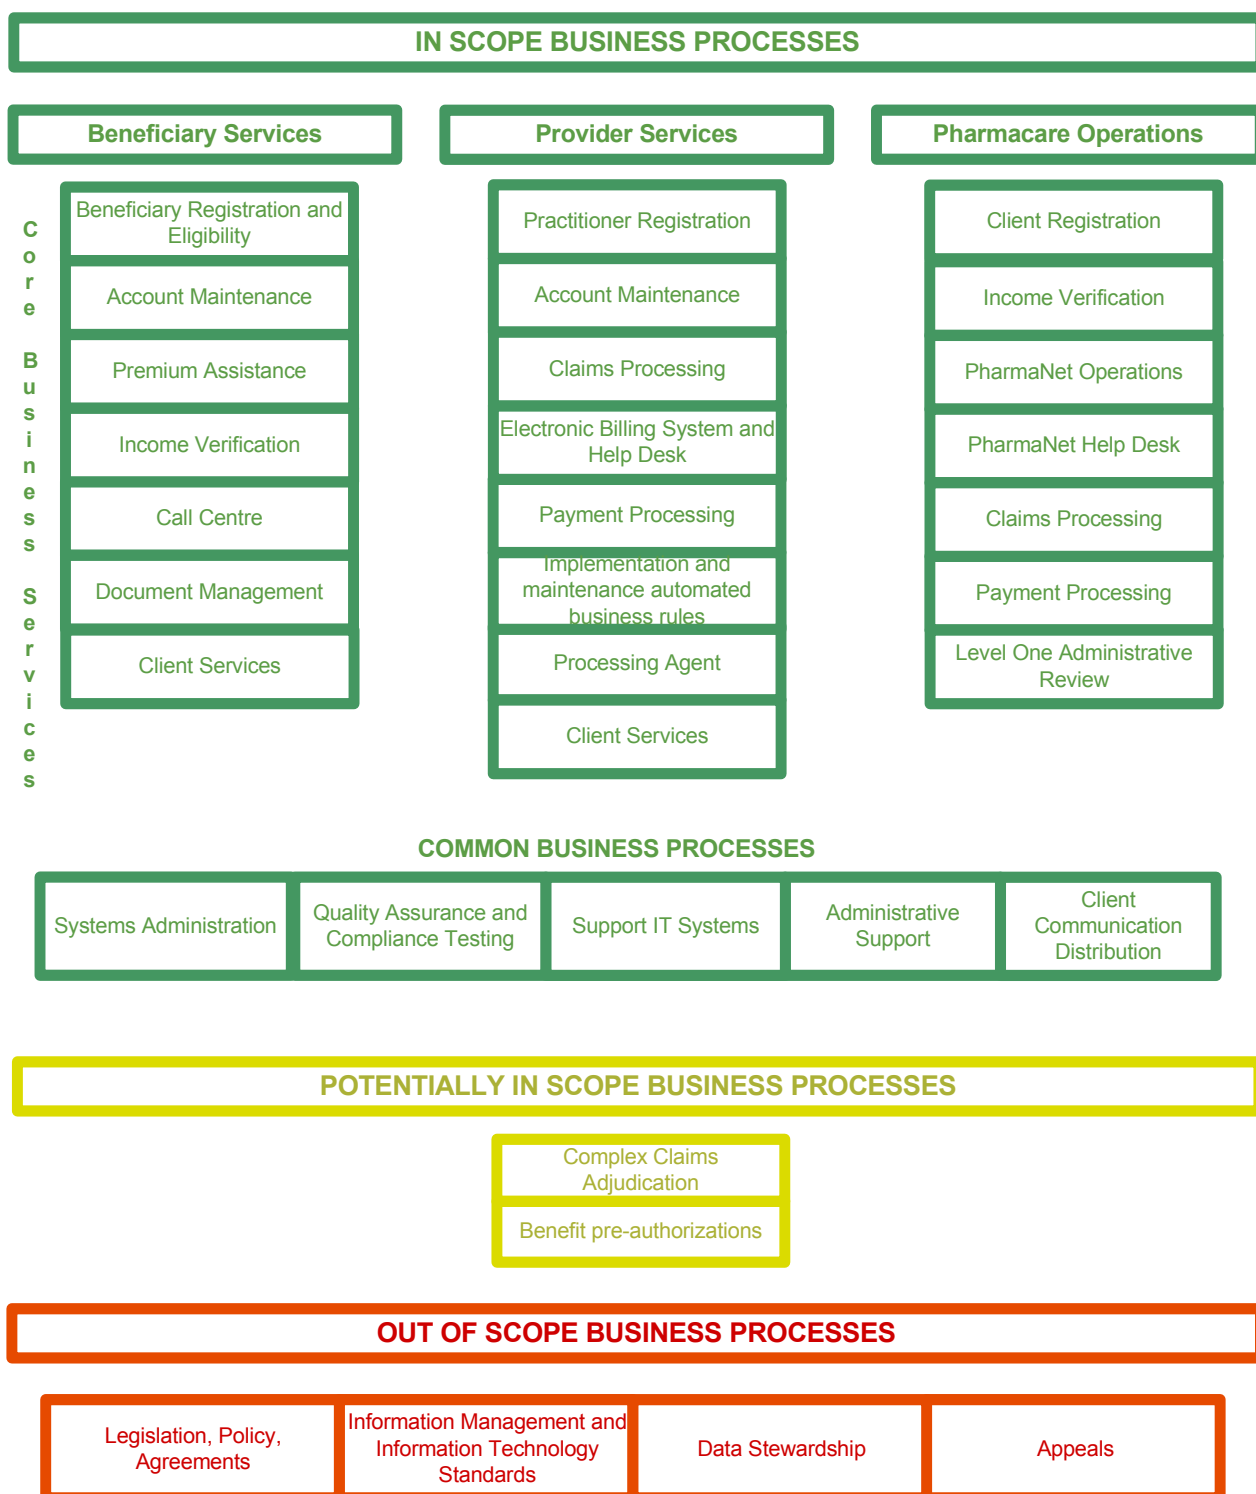 IN SCOPE BUSINESS PROCESSES
Beneficiary Services
Provider Services
Pharmacare Operations
Core Business Services
Beneficiary Registration and
Eligibility
Account Maintenance
Premium Assistance
Income Verification
Call Centre
Document Management
Client Services
Practitioner Registration
Account Maintenance
Claims Processing
Electronic Billing System and
Help Desk
Payment Processing
Implementation and
maintenance automated
business rules
Processing Agent
Client Services
Client Registration
Income Verification
PharmaNet Operations
PharmaNet Help Desk
Claims Processing
Payment Processing
Level One Administrative
Review
COMMON BUSINESS PROCESSES
Systems Administration
Quality Assurance and
Compliance Testing
Support IT Systems
Administrative
Support
Client
Communication
Distribution
POTENTIALLY IN SCOPE BUSINESS PROCESSES
Complex Claims
Adjudication
Benefit pre-authorizations
OUT OF SCOPE BUSINESS PROCESSES
Legislation, Policy,
Agreements
Information Management and
Information Technology
Standards
Data Stewardship
Appeals